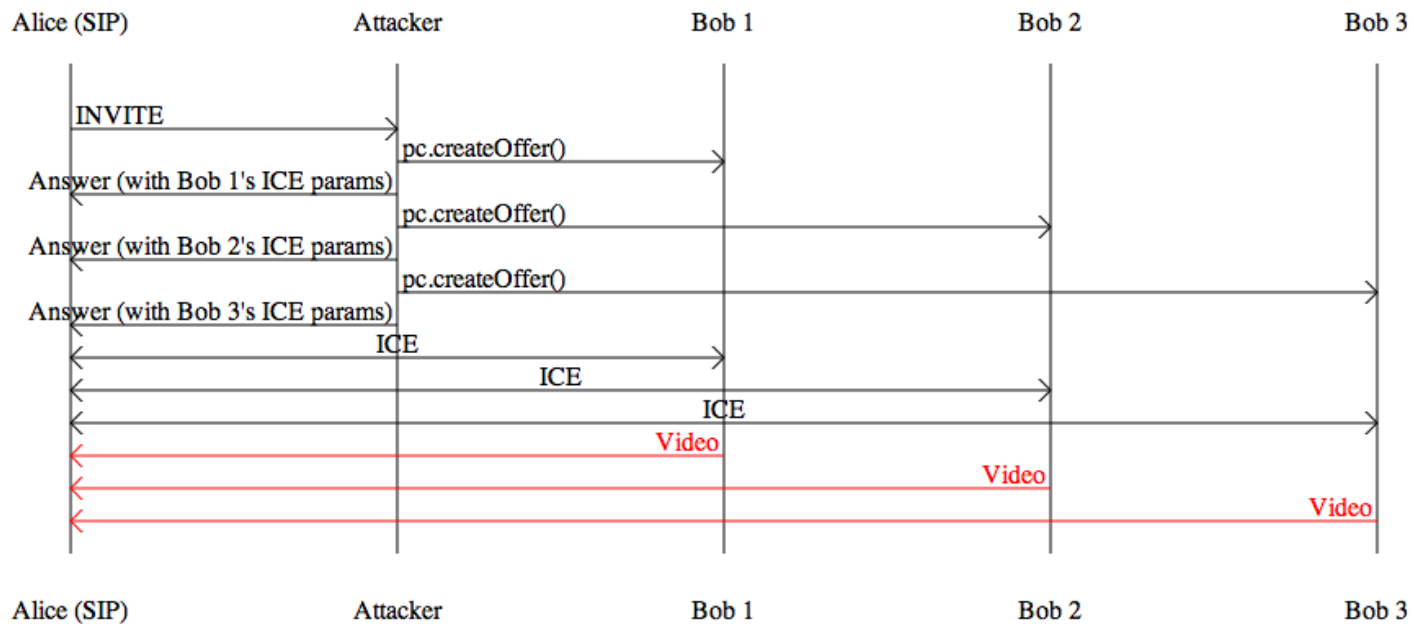 Alice (SIP) Attacker Bob 1 Bob 2 Bob 3
INVITE
pc.createOffer()
Answer (with Bob 1's ICE params)
pc.createOffer()
Answer (with Bob 2's ICE params)
pc.createOffer()
Answer (with Bob 3's ICE params)
ICE
ICE
ICE
Video
Video
Video
Alice (SIP) Attacker Bob 1 Bob 2 Bob 3